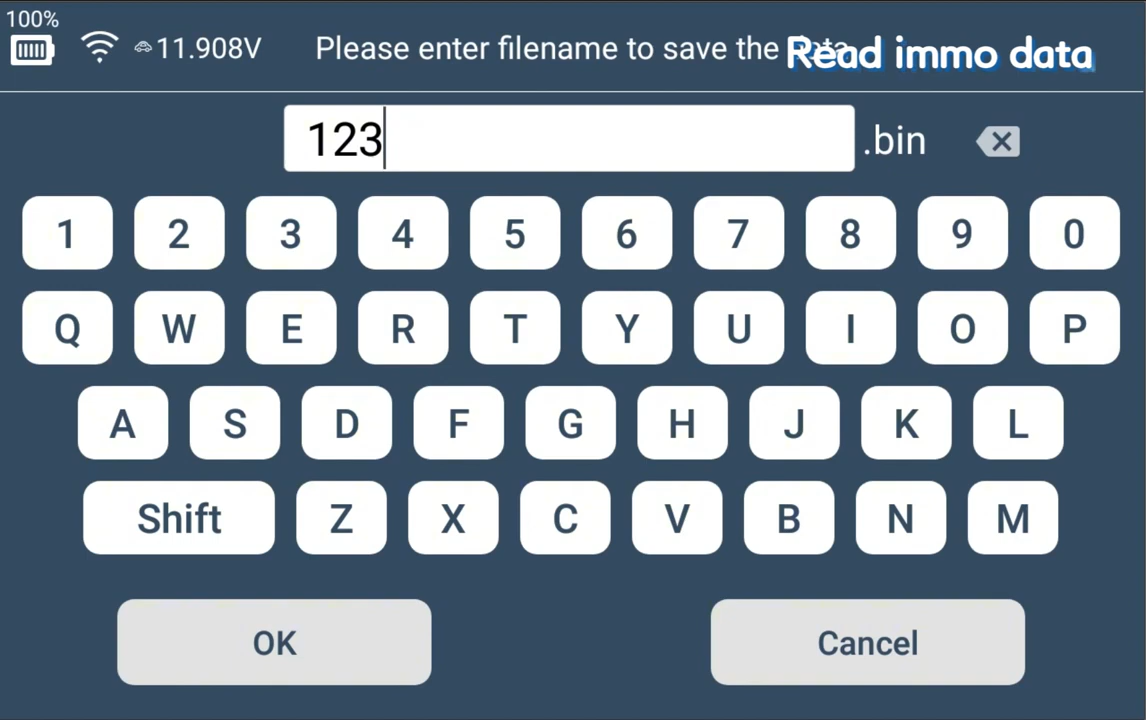 100%
11.908V
Please enter filename to save the
Read immo data
123
.bin
1 2 3 4 5 6 7 8 9 0
Q W E R T Y U I O P
A S D F G H J K L
Shift Z X C V B N M
OK Cancel